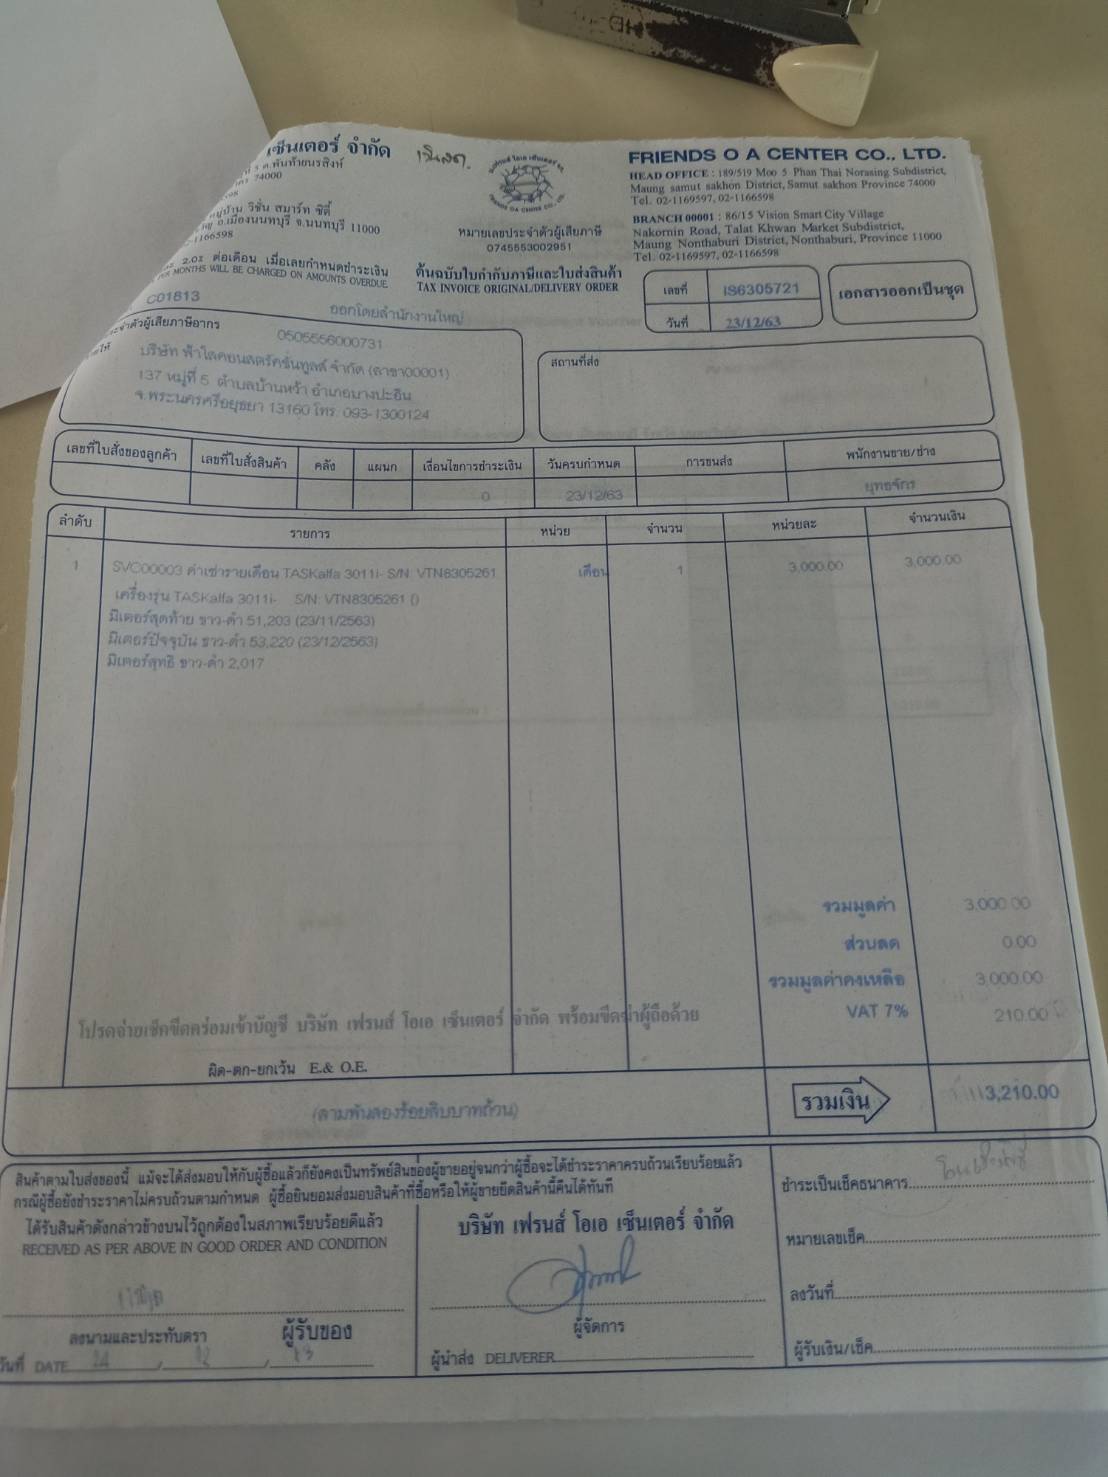 เซ็นเตอร์ จำกัด
เงินสด.
ต.พันท้ายนรสิงห์
74000
หมู่บ้าน วิชั่น สมาร์ท ซิตี้
อ.เมืองนนทบุรี จ.นนทบุรี 11000
-1166598
2.0% ต่อเดือน เมื่อเลยกำหนดชำระเงิน
PER MONTHS WILL BE CHARGED ON AMOUNTS OVERDUE
หมายเลขประจำตัวผู้เสียภาษี
0745553002951
ต้นฉบับใบกำกับภาษีและใบส่งสินค้า
TAX INVOICE ORIGINAL/DELIVERY ORDER
FRIENDS O A CENTER CO., LTD.
HEAD OFFICE : 189/519 Moo 5 Phan Thai Norasing Subdistrict,
Maung samut sakhon District, Samut sakhon Province 74000
Tel. 02-1169597, 02-1166598
BRANCH 00001 : 86/15 Vision Smart City Village
Nakornin Road, Talat Khwan Market Subdistrict,
Maung Nonthaburi District, Nonthaburi, Province 11000
Tel. 02-1169597, 02-1166598
เลขที่ IS6305721
วันที่ 23/12/63
เอกสารออกเป็นชุด
C01813
ออกโดยสำนักงานใหญ่
ประจำตัวผู้เสียภาษีอากร 0505556000731
บริษัท ฟ้าใสคอนสตรัคชั่นทูลส์ จำกัด (สาขา00001)
137 หมู่ที่ 5 ตำบลบ้านหว้า อำเภอบางปะอิน
จ.พระนครศรีอยุธยา 13160 โทร. 093-1300124
สถานที่ส่ง
เลขที่ใบสั่งของลูกค้า เลขที่ใบสั่งสินค้า คลัง แผนก เงื่อนไขการชำระเงิน วันครบกำหนด การขนส่ง พนักงานขาย/ช่าง
0 23/12/63 ยุทธจักร
ลำดับ รายการ หน่วย จำนวน หน่วยละ จำนวนเงิน
1 SVC00003 ค่าเช่ารายเดือน TASKalfa 3011i- S/N: VTN8305261 เดือน 1 3,000.00 3,000.00
เครื่องรุ่น TASKalfa 3011i- S/N: VTN8305261 ()
มิเตอร์สุดท้าย ขาว-ดำ 51,203 (23/11/2563)
มิเตอร์ปัจจุบัน ขาว-ดำ 53,220 (23/12/2563)
มิเตอร์สุทธิ ขาว-ดำ 2,017
รวมมูลค่า 3,000.00
ส่วนลด 0.00
รวมมูลค่าคงเหลือ 3,000.00
VAT 7% 210.00
โปรดจ่ายเช็คขีดคร่อมเข้าบัญชี บริษัท เฟรนส์ โอเอ เซ็นเตอร์ จำกัด พร้อมขีดฆ่าผู้ถือด้วย
ผิด-ตก-ยกเว้น E.& O.E.
(สามพันสองร้อยสิบบาทถ้วน)
รวมเงิน 3,210.00
สินค้าตามใบส่งของนี้ แม้จะได้ส่งมอบให้กับผู้ซื้อแล้วก็ยังคงเป็นทรัพย์สินของผู้ขายอยู่จนกว่าผู้ซื้อจะได้ชำระราคาครบถ้วนเรียบร้อยแล้ว
กรณีผู้ซื้อยังชำระราคาไม่ครบถ้วนตามกำหนด ผู้ซื้อยินยอมส่งมอบสินค้าที่ซื้อหรือให้ผู้ขายยึดสินค้านี้คืนได้ทันที
ได้รับสินค้าดังกล่าวข้างบนไว้ถูกต้องในสภาพเรียบร้อยดีแล้ว
RECEIVED AS PER ABOVE IN GOOD ORDER AND CONDITION
ลงนามและประทับตรา ผู้รับของ
วันที่ DATE 24 / 12 / 63
บริษัท เฟรนส์ โอเอ เซ็นเตอร์ จำกัด
ผู้จัดการ
ผู้นำส่ง DELIVERER
ชำระเป็นเช็คธนาคาร โอนเข้าบัญชี
หมายเลขเช็ค
ลงวันที่
ผู้รับเงิน/เช็ค